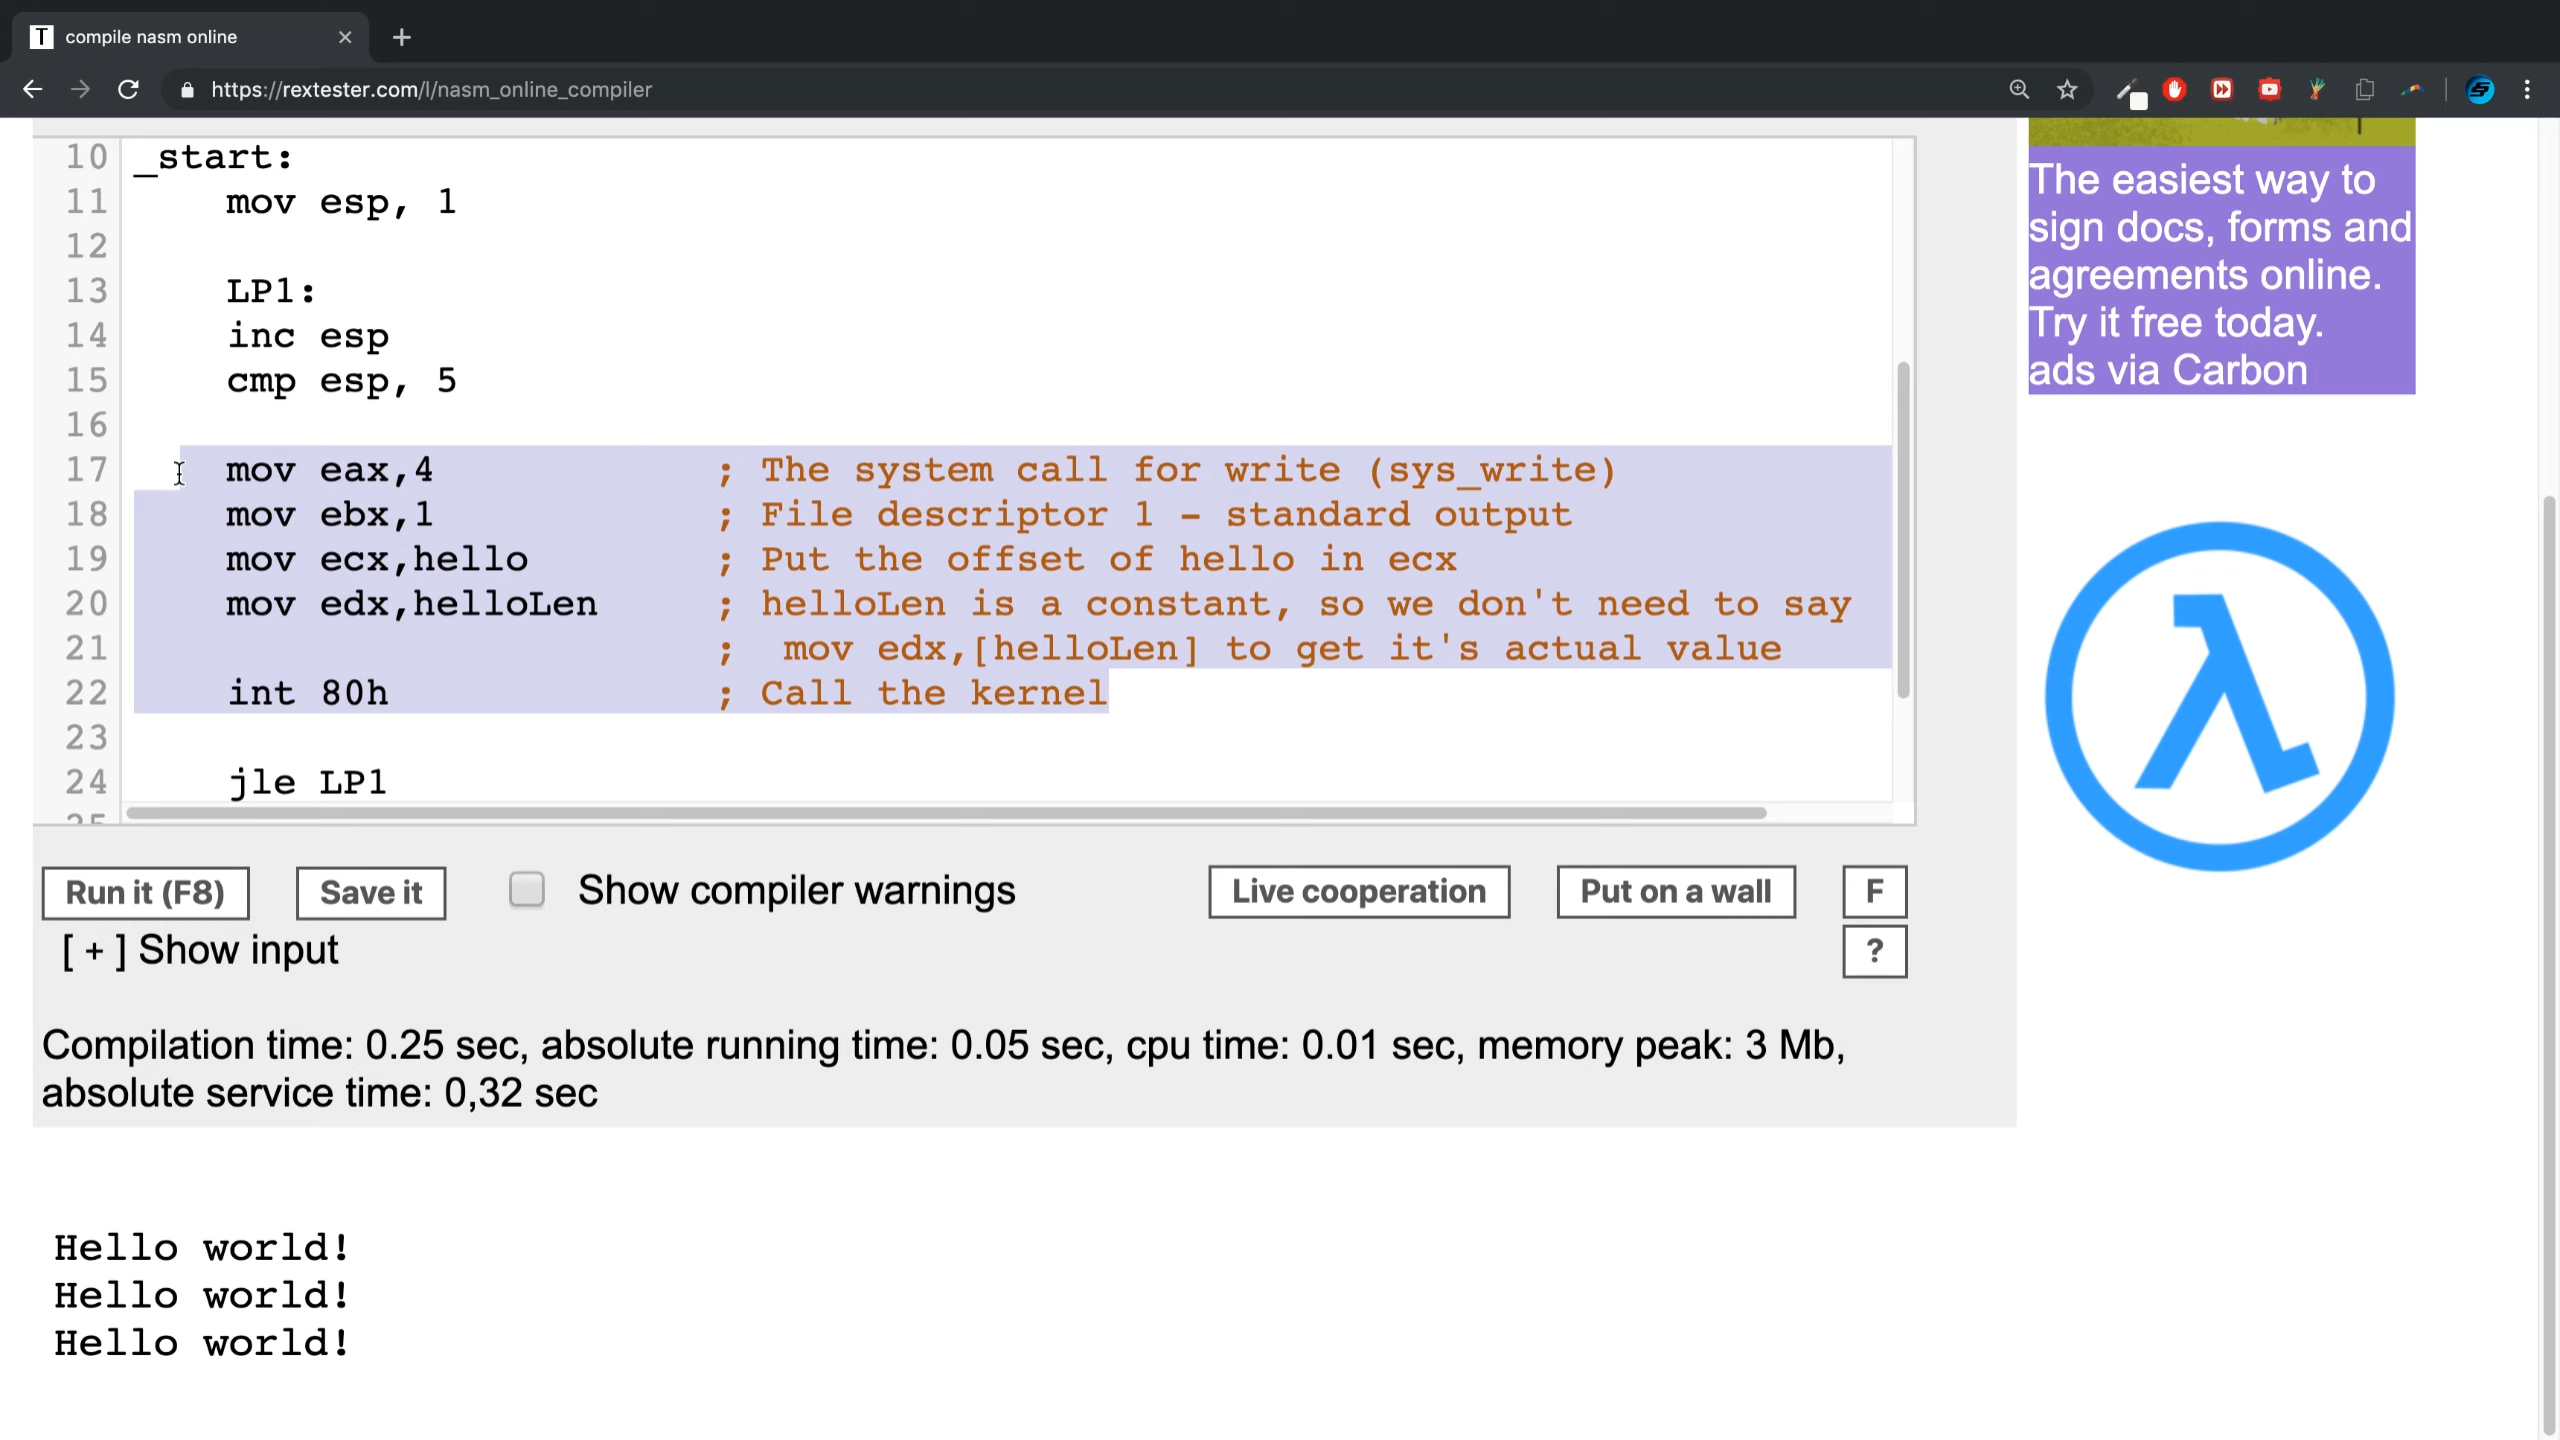 T compile nasm online
https://rextester.com/l/nasm_online_compiler
10 _start:
11 mov esp, 1
12
13 LP1:
14 inc esp
15 cmp esp, 5
16
17 mov eax,4 ; The system call for write (sys_write)
18 mov ebx,1 ; File descriptor 1 - standard output
19 mov ecx,hello ; Put the offset of hello in ecx
20 mov edx,helloLen ; helloLen is a constant, so we don't need to say
21 ; mov edx,[helloLen] to get it's actual value
22 int 80h ; Call the kernel
23
24 jle LP1
25
The easiest way to
sign docs, forms and
agreements online.
Try it free today.
ads via Carbon
Run it (F8) Save it Show compiler warnings Live cooperation Put on a wall F
[ + ] Show input ?
Compilation time: 0.25 sec, absolute running time: 0.05 sec, cpu time: 0.01 sec, memory peak: 3 Mb,
absolute service time: 0,32 sec
Hello world!
Hello world!
Hello world!